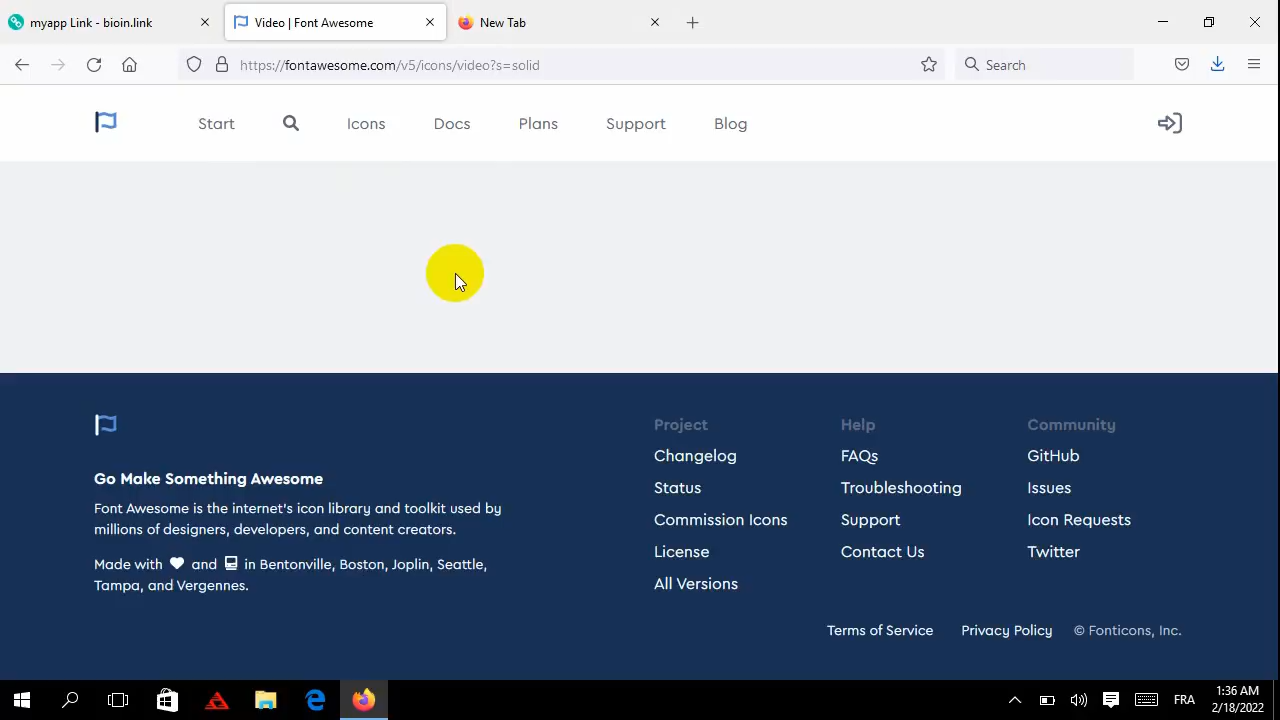 myapp Link - bioin.link
Video | Font Awesome
New Tab
https://fontawesome.com/v5/icons/video?s=solid
Search
Start
Icons
Docs
Plans
Support
Blog
Go Make Something Awesome
Font Awesome is the internet's icon library and toolkit used by
millions of designers, developers, and content creators.
Made with and in Bentonville, Boston, Joplin, Seattle,
Tampa, and Vergennes.
Project
Changelog
Status
Commission Icons
License
All Versions
Help
FAQs
Troubleshooting
Support
Contact Us
Community
GitHub
Issues
Icon Requests
Twitter
Terms of Service
Privacy Policy
© Fonticons, Inc.
FRA
1:36 AM
2/18/2022